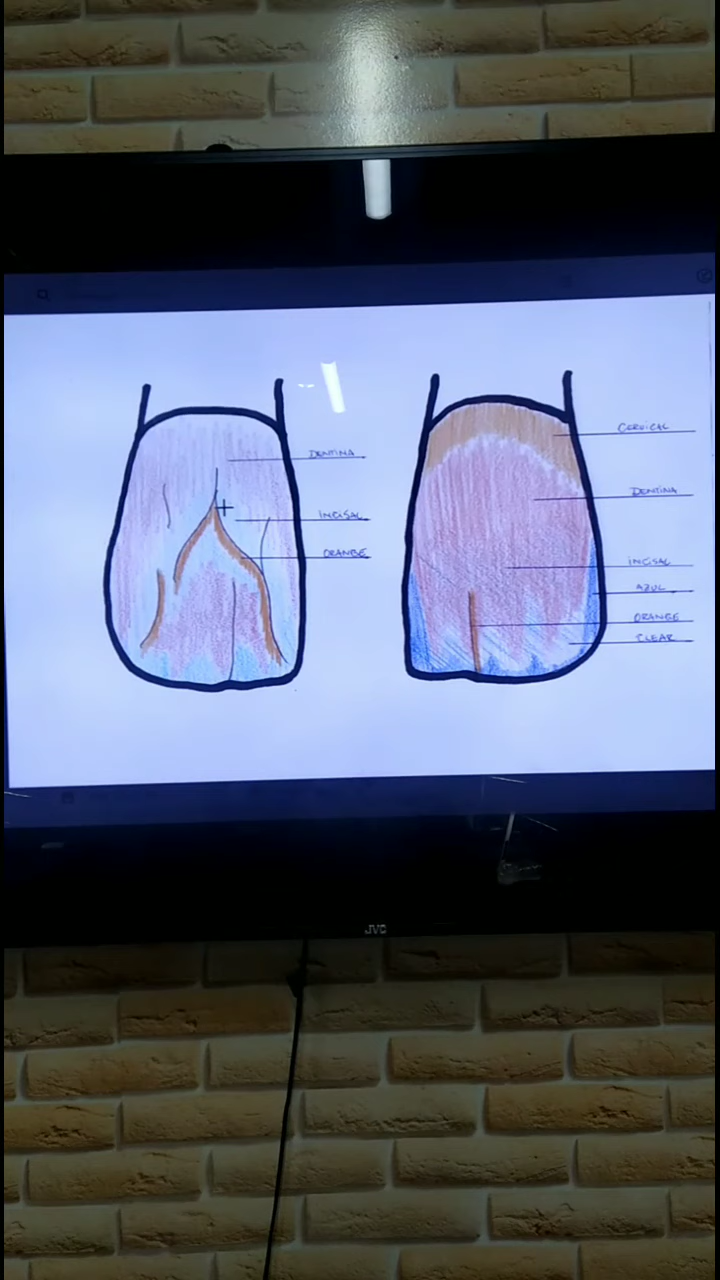 DENTINA
INCISAL
ORANGE
CERVICAL
DENTINA
INCISAL
AZUL
ORANGE
CLEAR
JVC